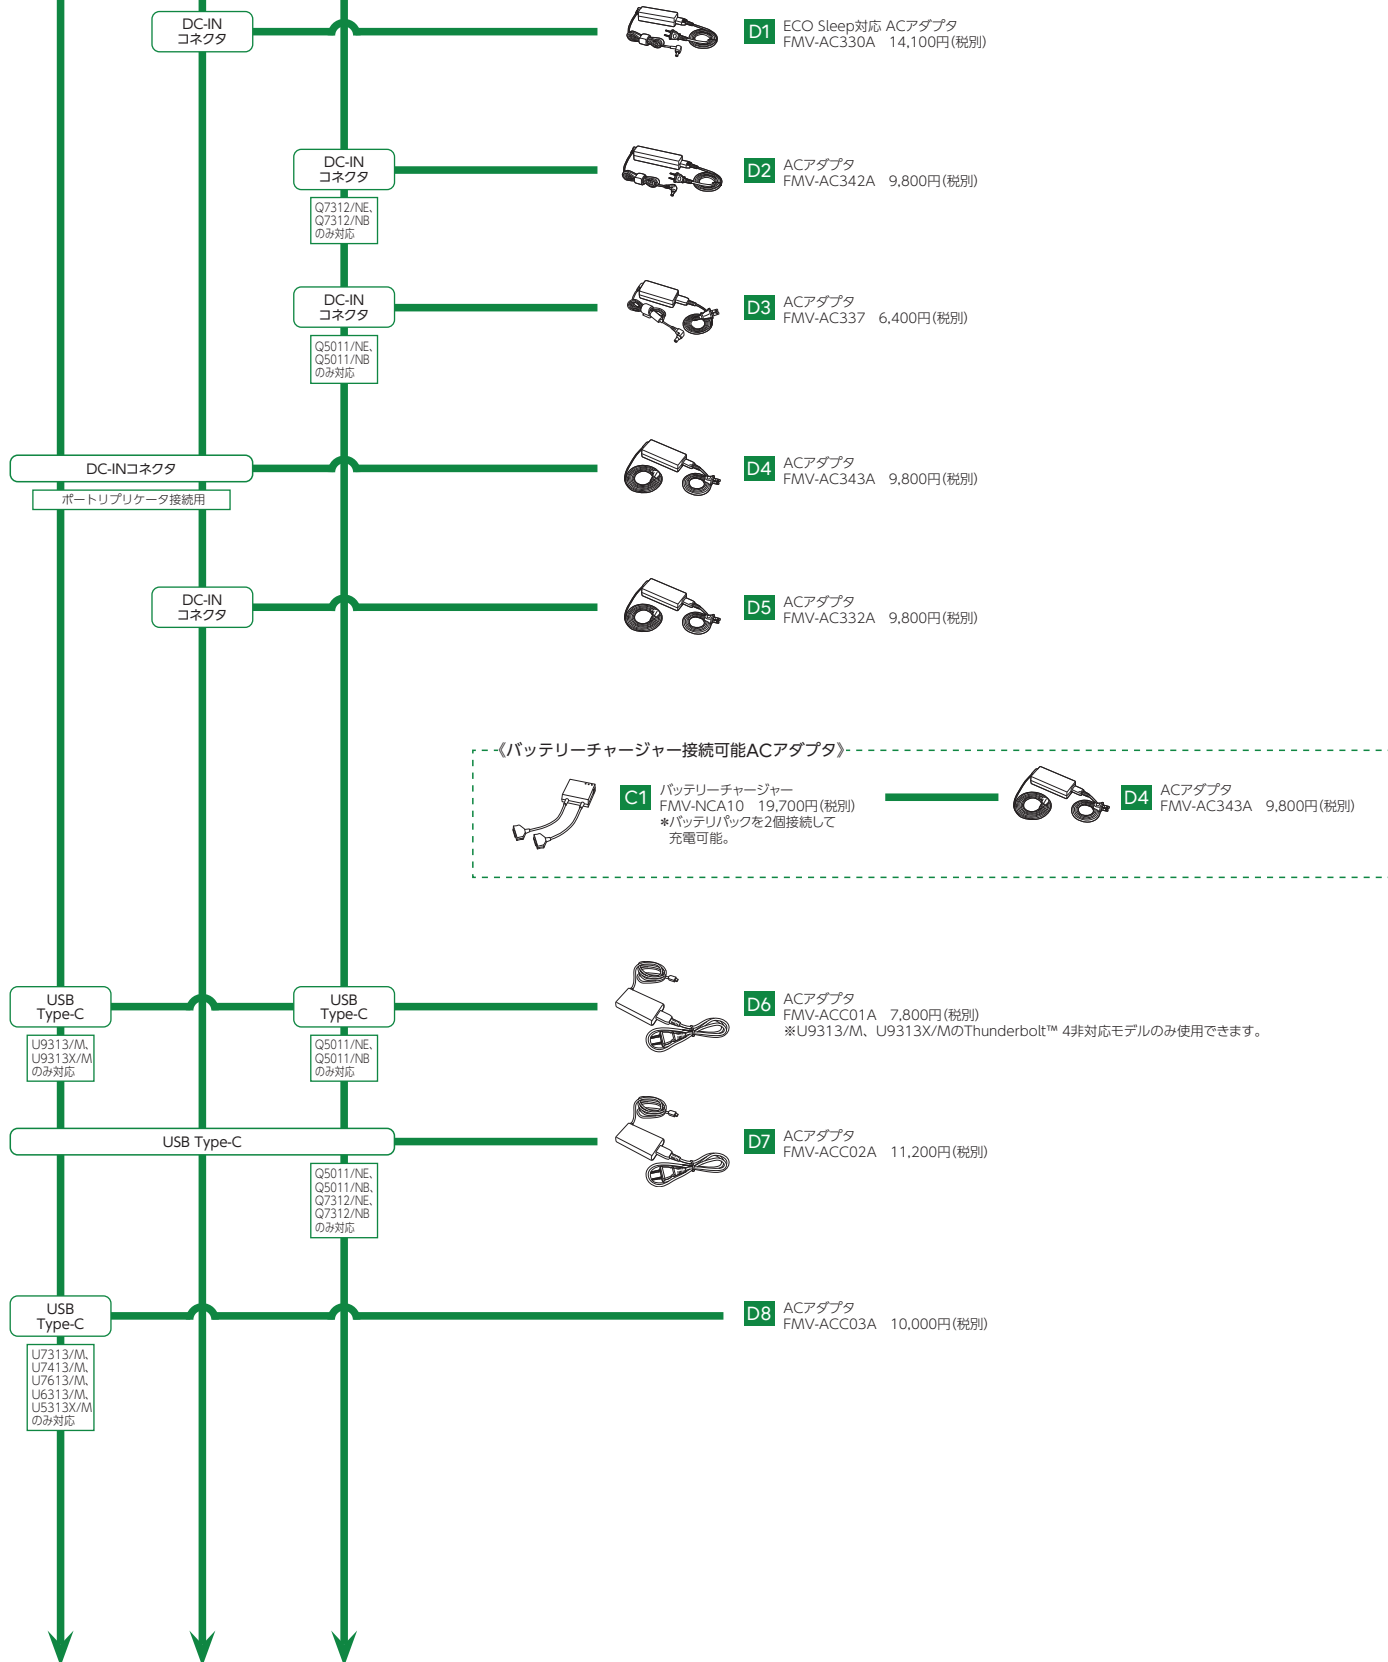 DC-IN
コネクタ
D1
ECO Sleep対応 ACアダプタ
FMV-AC330A 14,100円(税別)
DC-IN
コネクタ
Q7312/NE、
Q7312/NB
のみ対応
D2
ACアダプタ
FMV-AC342A 9,800円(税別)
DC-IN
コネクタ
Q5011/NE、
Q5011/NB
のみ対応
D3
ACアダプタ
FMV-AC337 6,400円(税別)
DC-INコネクタ
ポートリプリケータ接続用
D4
ACアダプタ
FMV-AC343A 9,800円(税別)
DC-IN
コネクタ
D5
ACアダプタ
FMV-AC332A 9,800円(税別)
《バッテリーチャージャー接続可能ACアダプタ》
C1
バッテリーチャージャー
FMV-NCA10 19,700円(税別)
*バッテリパックを2個接続して
充電可能。
D4
ACアダプタ
FMV-AC343A 9,800円(税別)
USB
Type-C
U9313/M、
U9313X/M
のみ対応
USB
Type-C
Q5011/NE、
Q5011/NB
のみ対応
D6
ACアダプタ
FMV-ACC01A 7,800円(税別)
※U9313/M、U9313X/MのThunderbolt™ 4非対応モデルのみ使用できます。
USB Type-C
Q5011/NE、
Q5011/NB、
Q7312/NE、
Q7312/NB
のみ対応
D7
ACアダプタ
FMV-ACC02A 11,200円(税別)
USB
Type-C
U7313/M、
U7413/M、
U7613/M、
U6313/M、
U5313X/M
のみ対応
D8
ACアダプタ
FMV-ACC03A 10,000円(税別)